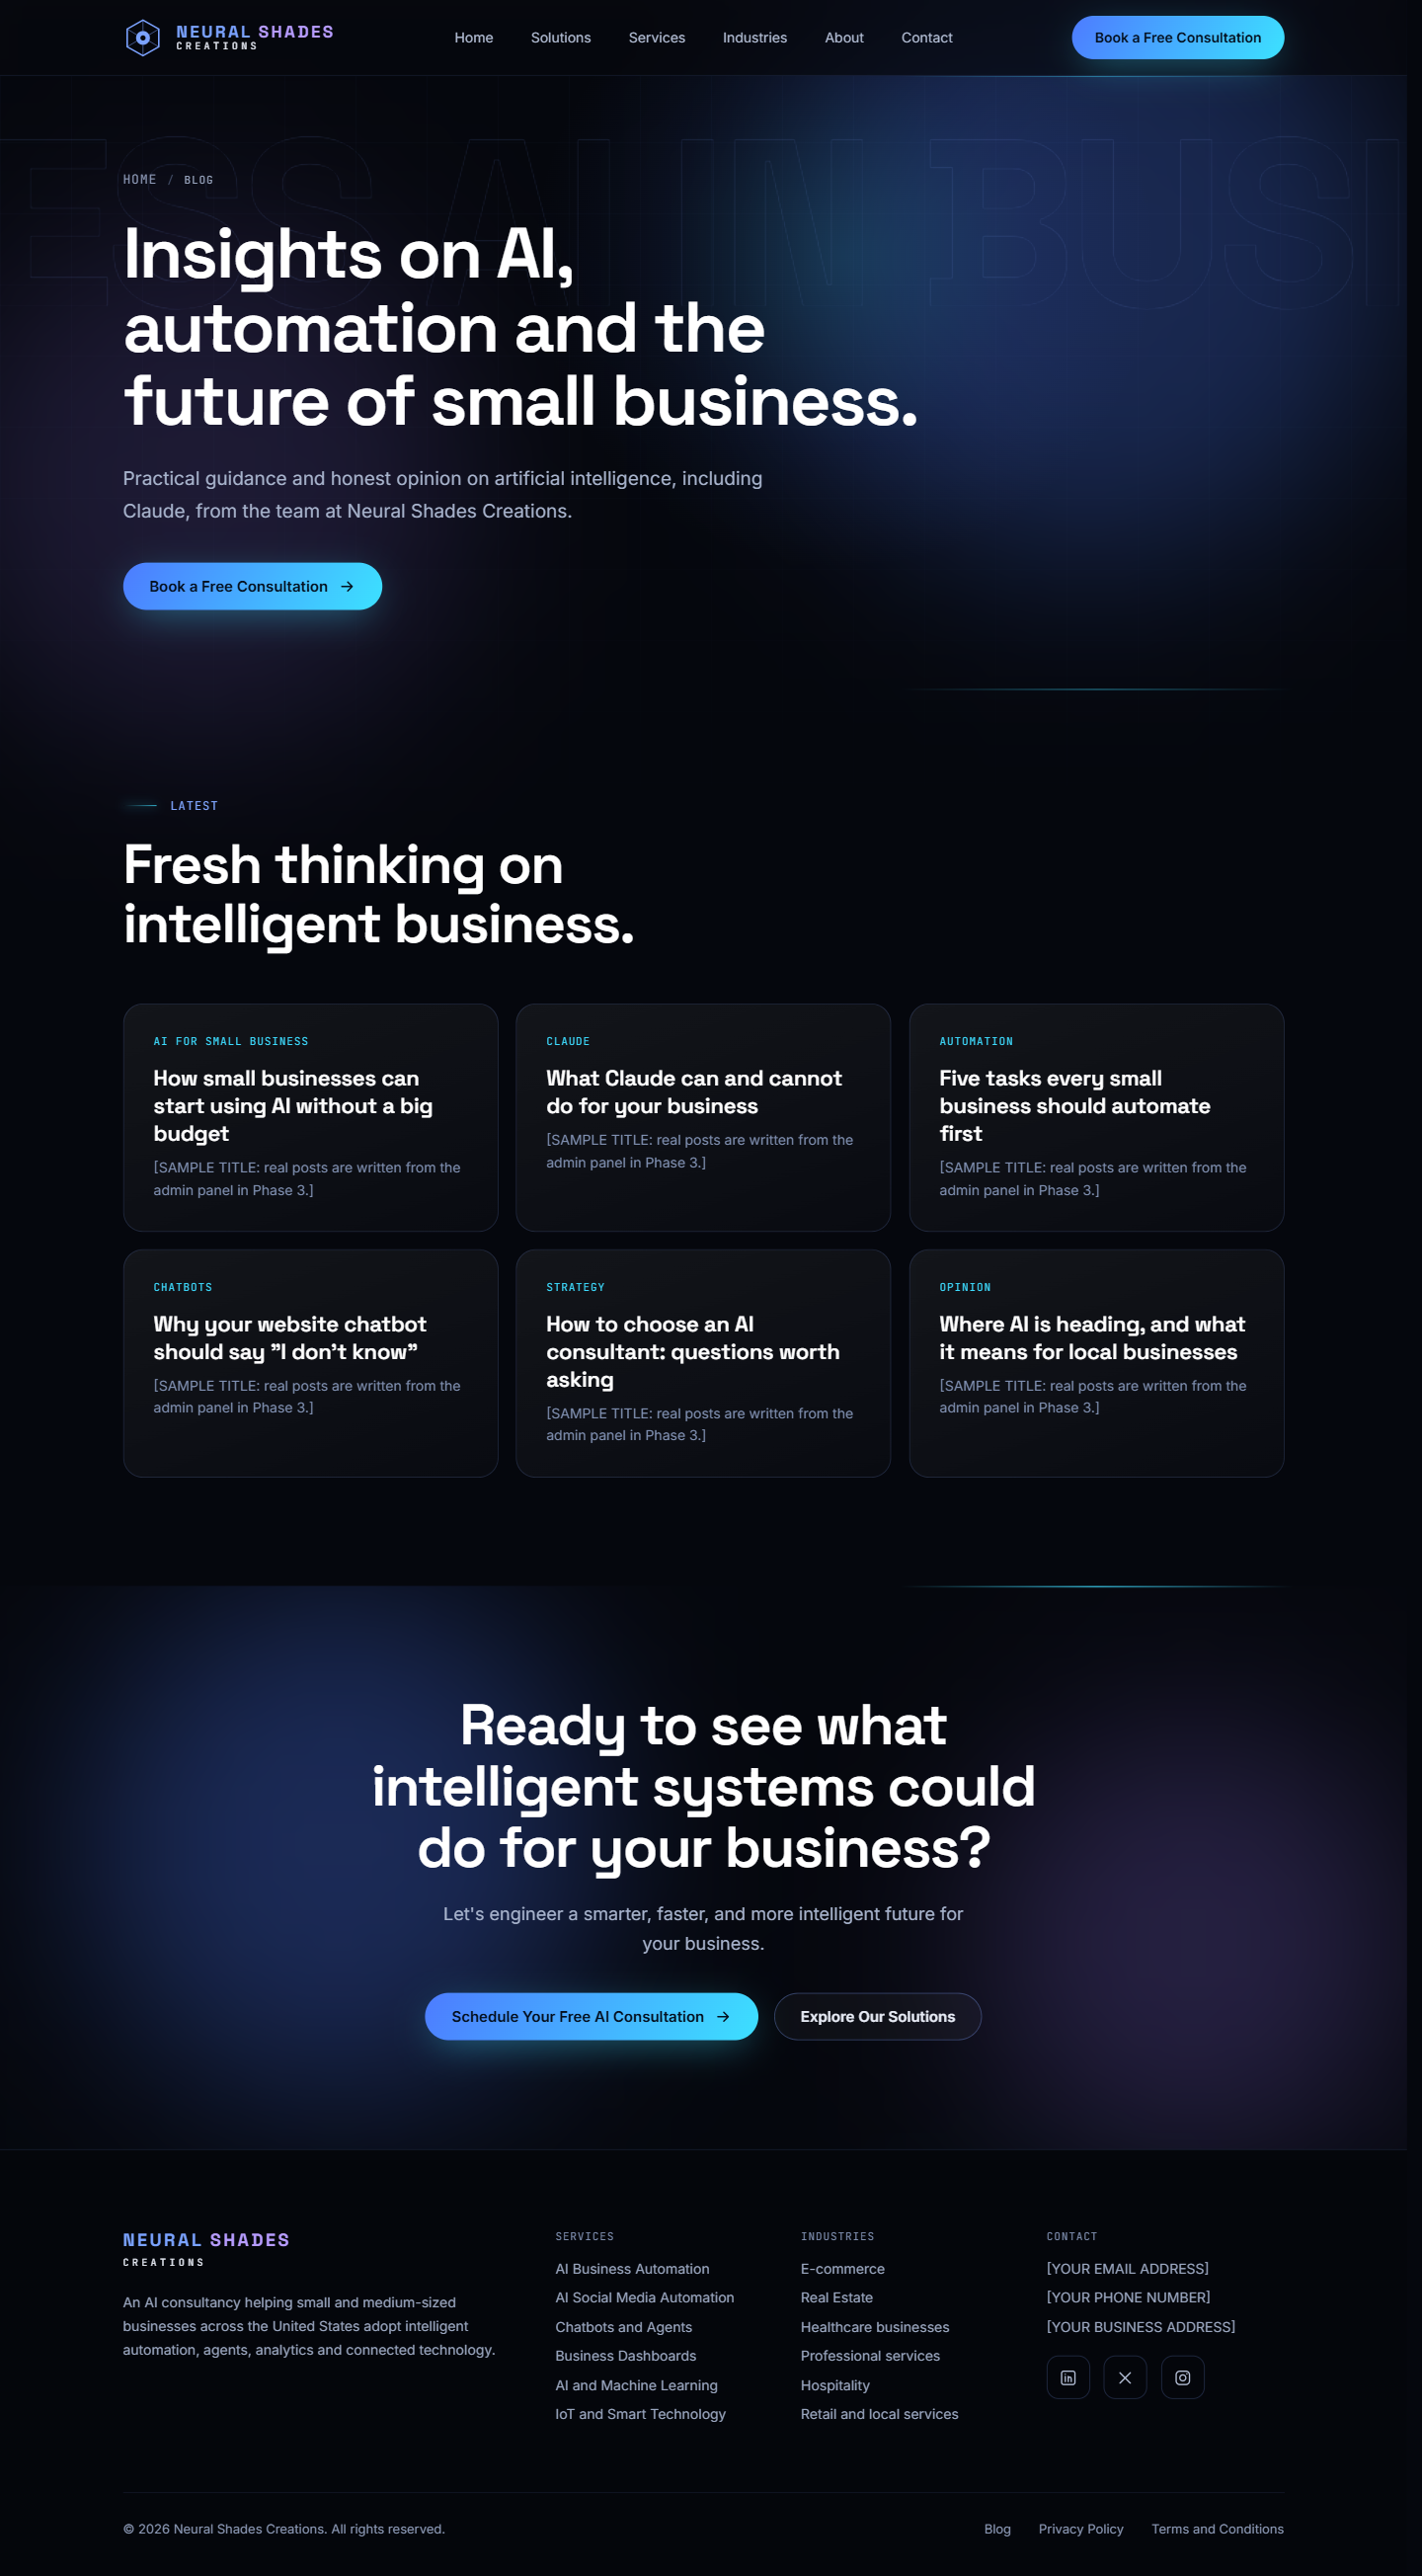 NEURAL SHADES
CREATIONS
Home
Solutions
Services
Industries
About
Contact
Book a Free Consultation
ESS AI IN BUSI
HOME / BLOG
Insights on AI,
automation and the
future of small business.
Practical guidance and honest opinion on artificial intelligence, including
Claude, from the team at Neural Shades Creations.
Book a Free Consultation →
LATEST
Fresh thinking on
intelligent business.
AI FOR SMALL BUSINESS
How small businesses can
start using AI without a big
budget
[SAMPLE TITLE: real posts are written from the
admin panel in Phase 3.]
CLAUDE
What Claude can and cannot
do for your business
[SAMPLE TITLE: real posts are written from the
admin panel in Phase 3.]
AUTOMATION
Five tasks every small
business should automate
first
[SAMPLE TITLE: real posts are written from the
admin panel in Phase 3.]
CHATBOTS
Why your website chatbot
should say ”I don’t know”
[SAMPLE TITLE: real posts are written from the
admin panel in Phase 3.]
STRATEGY
How to choose an AI
consultant: questions worth
asking
[SAMPLE TITLE: real posts are written from the
admin panel in Phase 3.]
OPINION
Where AI is heading, and what
it means for local businesses
[SAMPLE TITLE: real posts are written from the
admin panel in Phase 3.]
Ready to see what
intelligent systems could
do for your business?
Let's engineer a smarter, faster, and more intelligent future for
your business.
Schedule Your Free AI Consultation →
Explore Our Solutions
NEURAL SHADES
CREATIONS
An AI consultancy helping small and medium-sized
businesses across the United States adopt intelligent
automation, agents, analytics and connected technology.
SERVICES
AI Business Automation
AI Social Media Automation
Chatbots and Agents
Business Dashboards
AI and Machine Learning
IoT and Smart Technology
INDUSTRIES
E-commerce
Real Estate
Healthcare businesses
Professional services
Hospitality
Retail and local services
CONTACT
[YOUR EMAIL ADDRESS]
[YOUR PHONE NUMBER]
[YOUR BUSINESS ADDRESS]
© 2026 Neural Shades Creations. All rights reserved.
Blog
Privacy Policy
Terms and Conditions